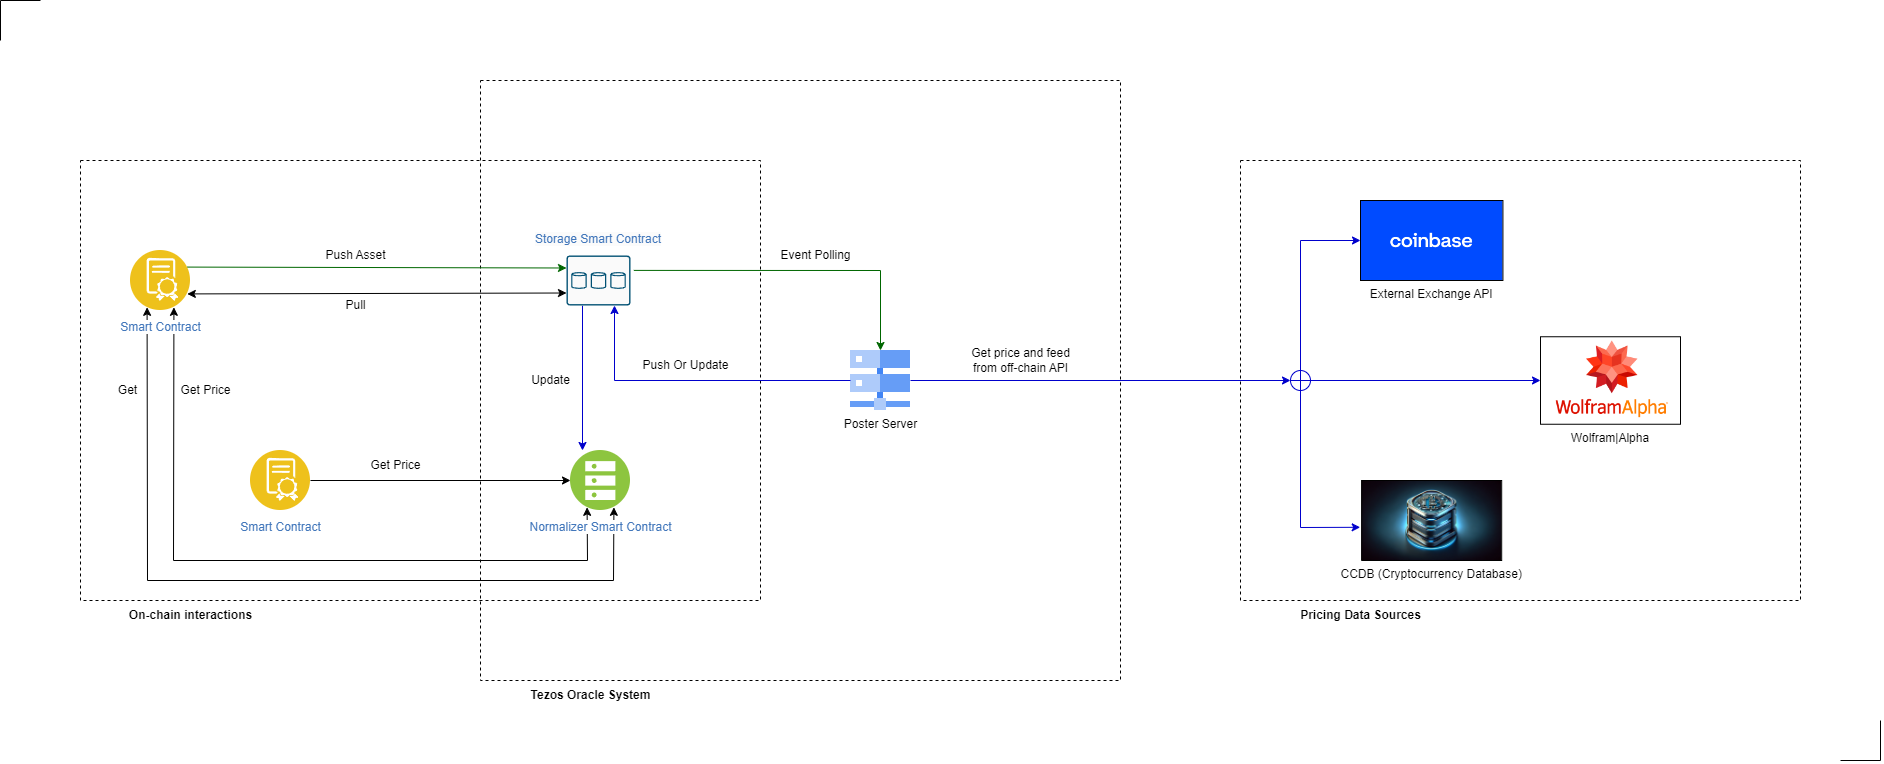 Storage Smart Contract
Push Asset
Event Polling
coinbase
External Exchange API
Pull
Smart Contract
Push Or Update
Get price and feed
from off-chain API
Update
Get
Get Price
WolframAlpha
Poster Server
Wolfram|Alpha
Get Price
Smart Contract
Normalizer Smart Contract
CCDB (Cryptocurrency Database)
On-chain interactions
Pricing Data Sources
Tezos Oracle System